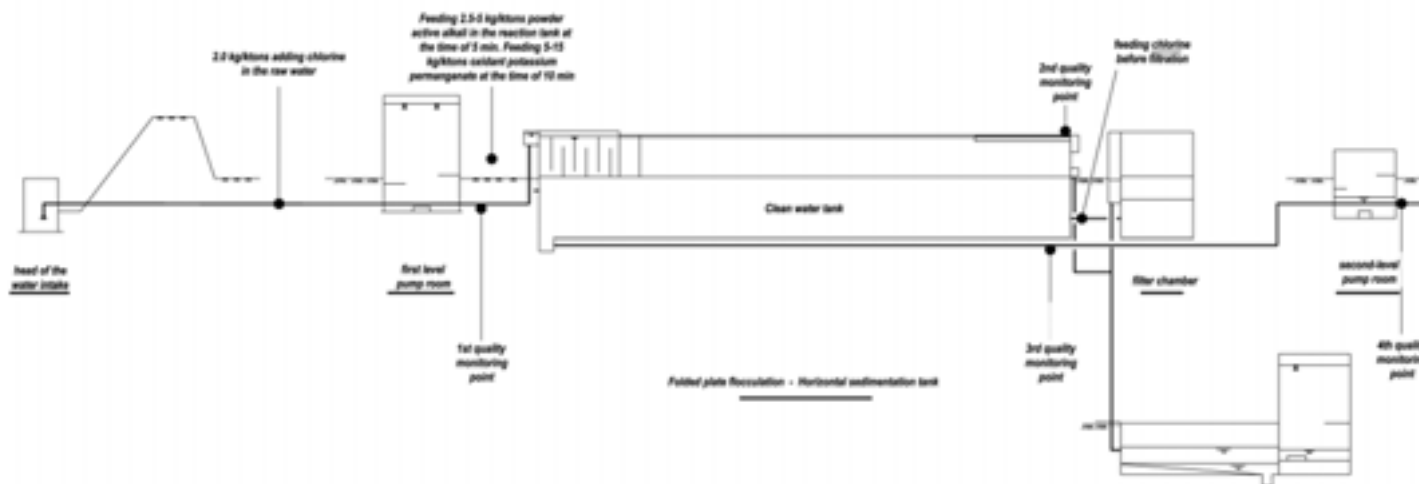 Feeding 2.5-5 kg/ktons powder
active alkali in the reaction tank at
the time of 5 min. Feeding 5-15
kg/ktons oxidant potassium
permanganate at the time of 10 min
2.0 kg/ktons adding chlorine
in the raw water
feeding chlorine
before filtration
2nd quality
monitoring
point
Clean water tank
head of the
water intake
first level
pump room
filter chamber
second-level
pump room
1st quality
monitoring
point
3rd quality
monitoring
point
4th quality
monitoring
point
Folded plate flocculation - Horizontal sedimentation tank